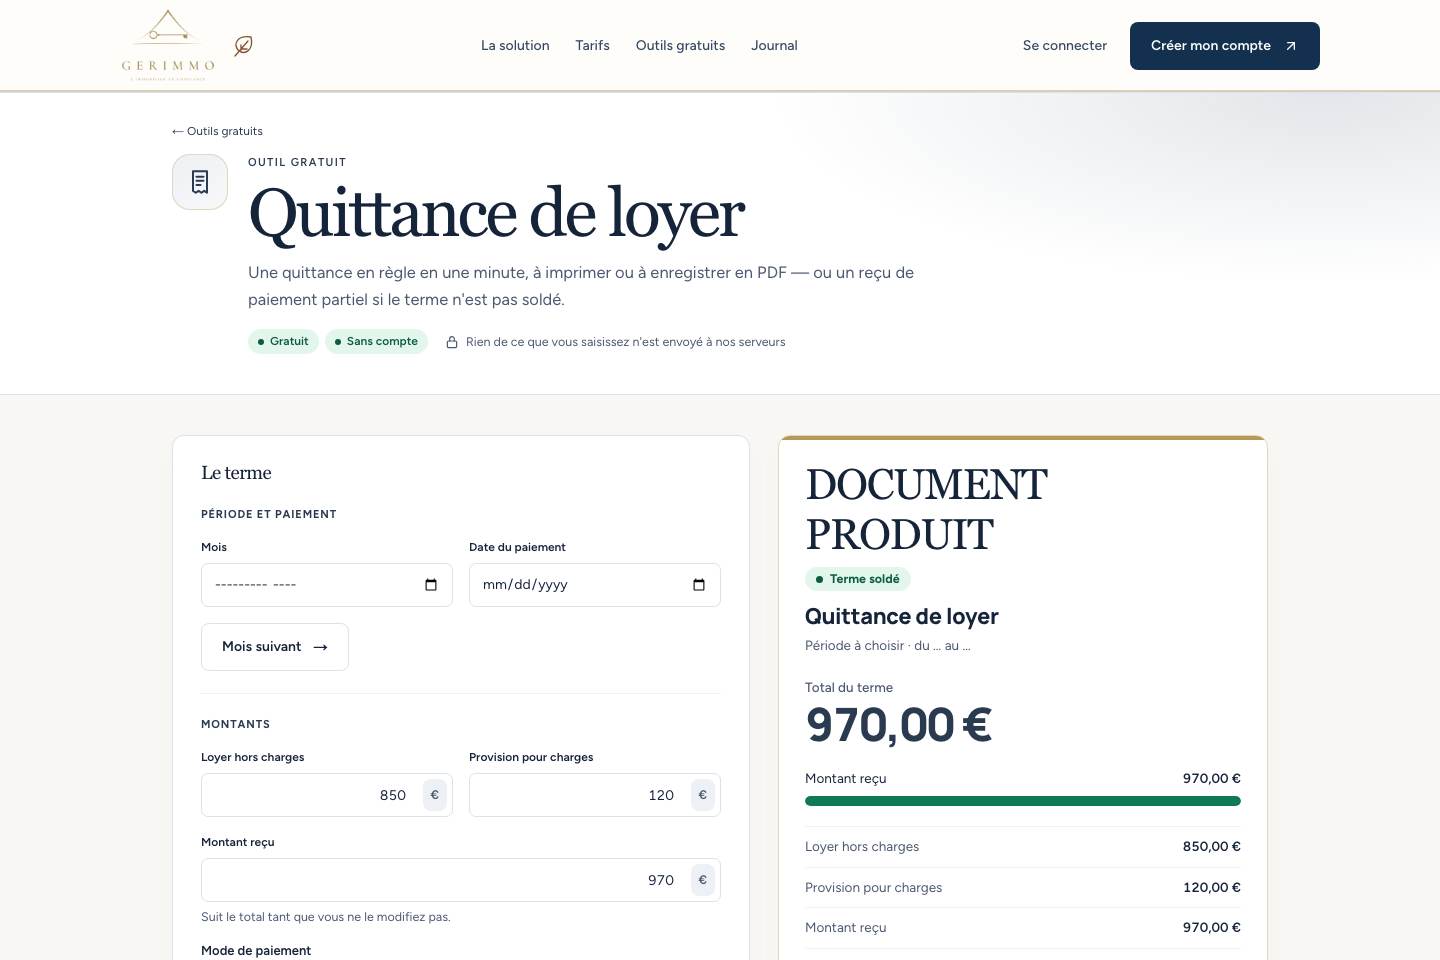 GERIMMO
La solution
Tarifs
Outils gratuits
Journal
Se connecter
Créer mon compte
← Outils gratuits
OUTIL GRATUIT
Quittance de loyer
Une quittance en règle en une minute, à imprimer ou à enregistrer en PDF — ou un reçu de
paiement partiel si le terme n'est pas soldé.
Gratuit
Sans compte
Rien de ce que vous saisissez n'est envoyé à nos serveurs
Le terme
PÉRIODE ET PAIEMENT
Mois
Date du paiement
--------- ----
mm/dd/yyyy
Mois suivant →
MONTANTS
Loyer hors charges
Provision pour charges
850 €
120 €
Montant reçu
970 €
Suit le total tant que vous ne le modifiez pas.
Mode de paiement
DOCUMENT
PRODUIT
Terme soldé
Quittance de loyer
Période à choisir · du … au …
Total du terme
970,00 €
Montant reçu 970,00 €
Loyer hors charges 850,00 €
Provision pour charges 120,00 €
Montant reçu 970,00 €